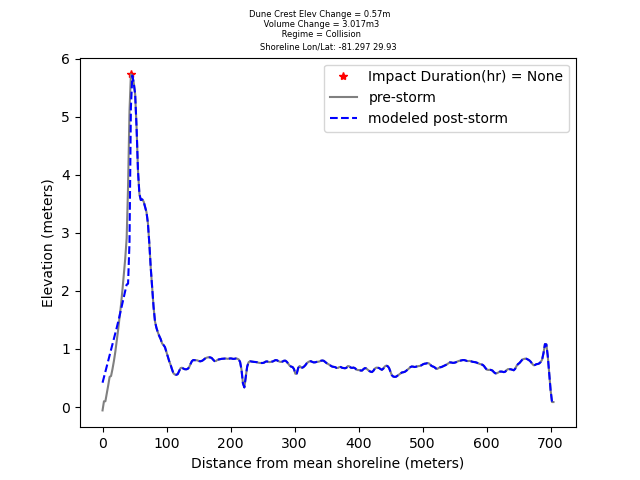 Dune Crest Elev Change = 0.57m
Volume Change = 3.017m3
Regime = Collision
Shoreline Lon/Lat: -81.297 29.93
Impact Duration(hr) = None
pre-storm
modeled post-storm
Elevation (meters)
6
5
4
3
2
1
0
0 100 200 300 400 500 600 700
Distance from mean shoreline (meters)